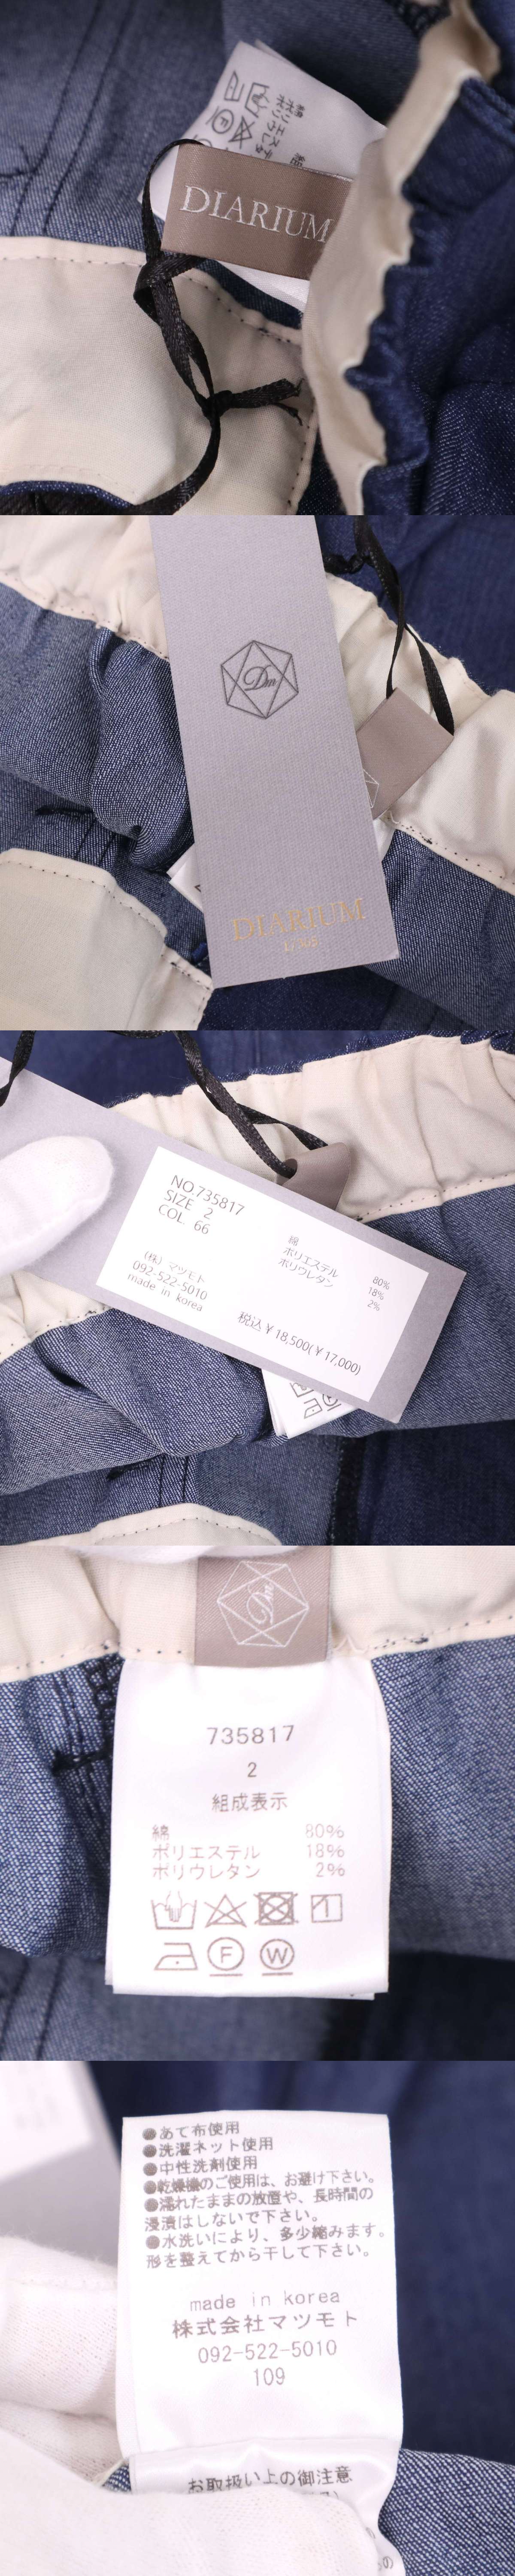 DIARIUM
Dn
DIARIUM
NO.735817
SIZE 2
COL 66
綿 80%
ポリエステル 18%
ポリウレタン 2%
(株) マツモト
092-522-5010
made in korea
税込 ¥18,500(¥17,000)
Dn
735817
2
組成表示
綿 80%
ポリエステル 18%
ポリウレタン 2%
F W
●あて布使用
●洗濯ネット使用
●中性洗剤使用
●乾燥機のご使用は、お避け下さい。
●濡れたままの放置や、長時間の
浸漬はしないで下さい。
●水洗いにより、多少縮みます。
形を整えてから干して下さい。
made in korea
株式会社マツモト
092-522-5010
109
お取扱い上の御注意